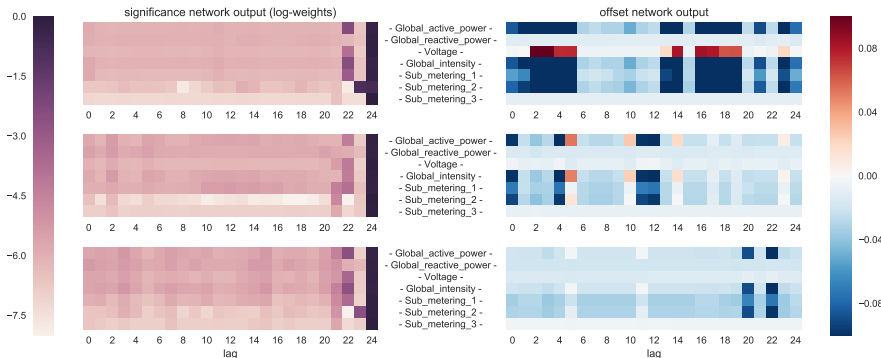 significance network output (log-weights)
offset network output
0.0
−1.5
−3.0
−4.5
−6.0
−7.5
- Global_active_power -
- Global_reactive_power -
- Voltage -
- Global_intensity -
- Sub_metering_1 -
- Sub_metering_2 -
- Sub_metering_3 -
0 2 4 6 8 10 12 14 16 18 20 22 24
0 2 4 6 8 10 12 14 16 18 20 22 24
- Global_active_power -
- Global_reactive_power -
- Voltage -
- Global_intensity -
- Sub_metering_1 -
- Sub_metering_2 -
- Sub_metering_3 -
0 2 4 6 8 10 12 14 16 18 20 22 24
0 2 4 6 8 10 12 14 16 18 20 22 24
- Global_active_power -
- Global_reactive_power -
- Voltage -
- Global_intensity -
- Sub_metering_1 -
- Sub_metering_2 -
- Sub_metering_3 -
0 2 4 6 8 10 12 14 16 18 20 22 24
0 2 4 6 8 10 12 14 16 18 20 22 24
lag
lag
0.08
0.04
0.00
−0.04
−0.08